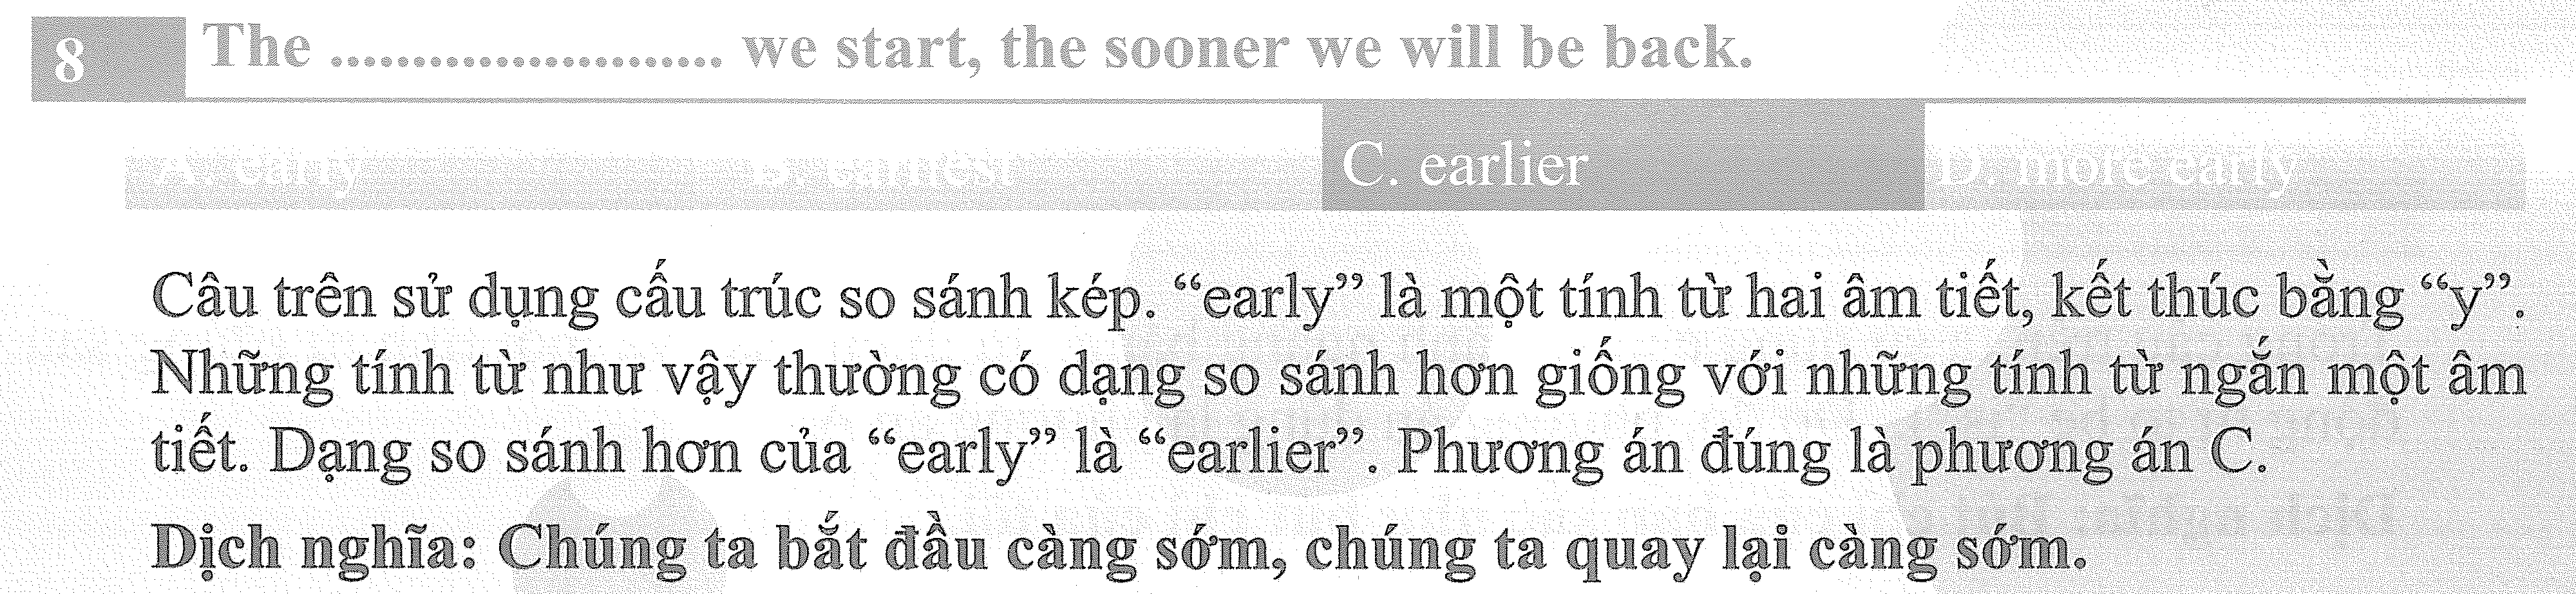 8 The ........................ we start, the sooner we will be back.
A. early B. earliest C. earlier D. more early
Câu trên sử dụng cấu trúc so sánh kép. “early” là một tính từ hai âm tiết, kết thúc bằng “y”.
Những tính từ như vậy thường có dạng so sánh hơn giống với những tính từ ngắn một âm
tiết. Dạng so sánh hơn của “early” là “earlier”. Phương án đúng là phương án C.
Dịch nghĩa: Chúng ta bắt đầu càng sớm, chúng ta quay lại càng sớm.